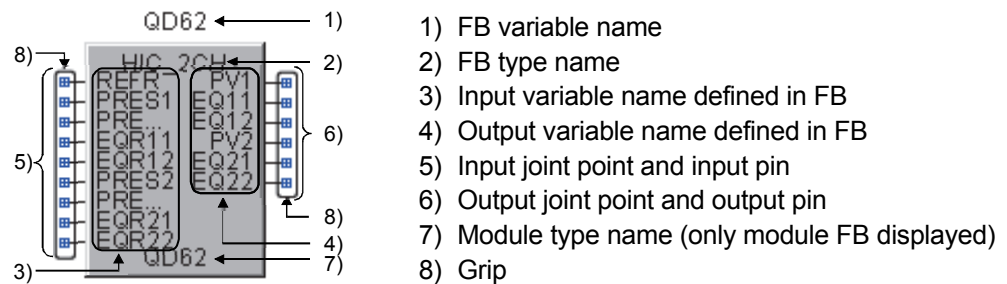 QD62
1)
8)
HIC_2CH
2)
REFR PV1
PRES1 EQ11
PRE... EQ12
EQR11 PV2
EQR12 EQ21
PRES2 EQ22
PRE...
EQR21
EQR22
5)
6)
8)
4)
3)
QD62
7)
1) FB variable name
2) FB type name
3) Input variable name defined in FB
4) Output variable name defined in FB
5) Input joint point and input pin
6) Output joint point and output pin
7) Module type name (only module FB displayed)
8) Grip